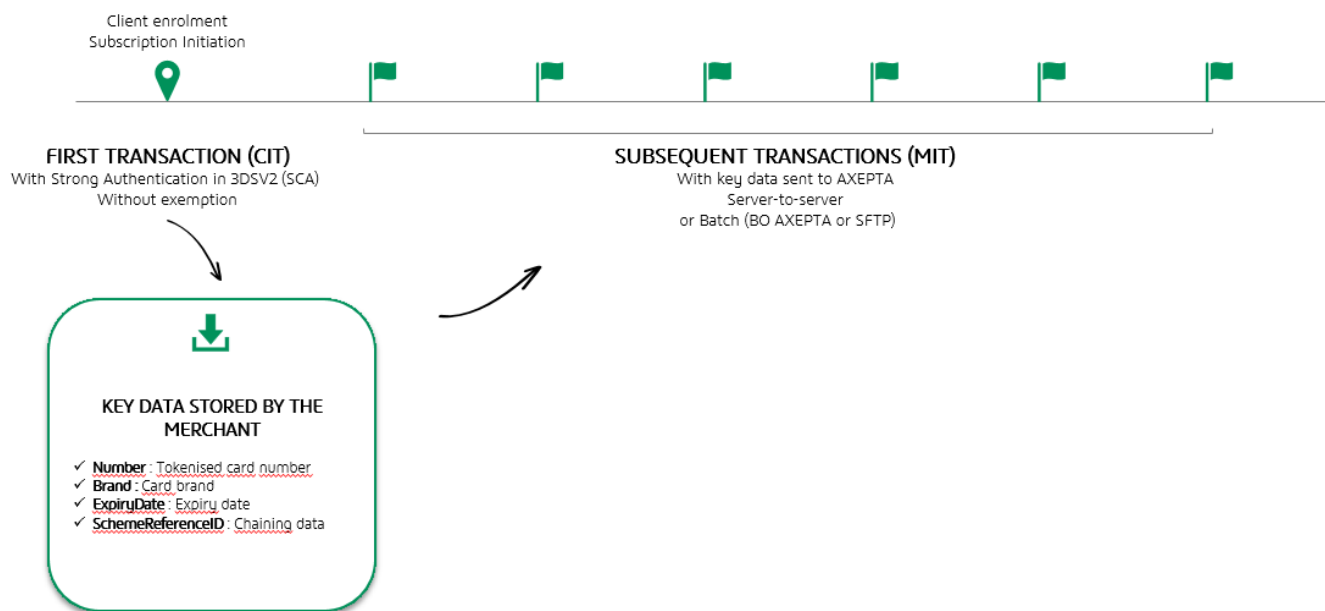 Client enrolment
Subscription Initiation
FIRST TRANSACTION (CIT)
With Strong Authentication in 3DSV2 (SCA)
Without exemption
SUBSEQUENT TRANSACTIONS (MIT)
With key data sent to AXEPTA
Server-to-server
or Batch (BO AXEPTA or SFTP)
KEY DATA STORED BY THE
MERCHANT
✓ Number : Tokenised card number
✓ Brand : Card brand
✓ ExpiryDate : Expiry date
✓ SchemeReferenceID : Chaining data